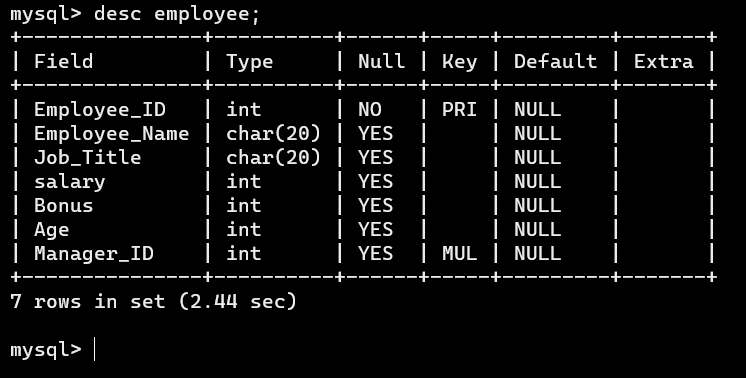 mysql> desc employee;
+---------------+----------+------+-----+---------+-------+
| Field         | Type     | Null | Key | Default | Extra |
+---------------+----------+------+-----+---------+-------+
| Employee_ID   | int      | NO   | PRI | NULL    |       |
| Employee_Name | char(20) | YES  |     | NULL    |       |
| Job_Title     | char(20) | YES  |     | NULL    |       |
| salary        | int      | YES  |     | NULL    |       |
| Bonus         | int      | YES  |     | NULL    |       |
| Age           | int      | YES  |     | NULL    |       |
| Manager_ID    | int      | YES  | MUL | NULL    |       |
+---------------+----------+------+-----+---------+-------+
7 rows in set (2.44 sec)
mysql>